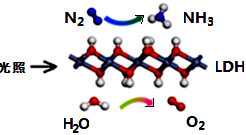 N₂ NH₃
光照 LDH
H₂O O₂